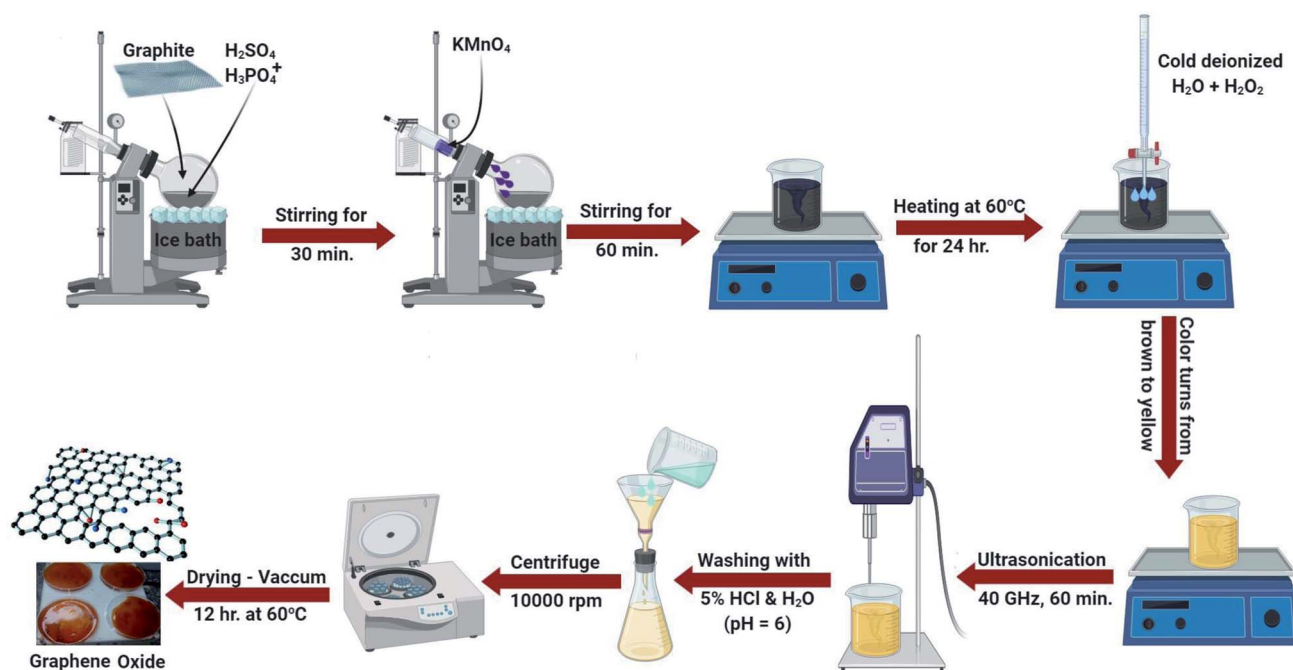 Graphite
H₂SO₄
H₃PO₄⁺
Ice bath
Stirring for
30 min.
KMnO₄
Ice bath
Stirring for
60 min.
Heating at 60°C
for 24 hr.
Cold deionized
H₂O + H₂O₂
Color turns from
brown to yellow
Ultrasonication
40 GHz, 60 min.
Washing with
5% HCl & H₂O
(pH = 6)
Centrifuge
10000 rpm
Drying - Vaccum
12 hr. at 60°C
Graphene Oxide